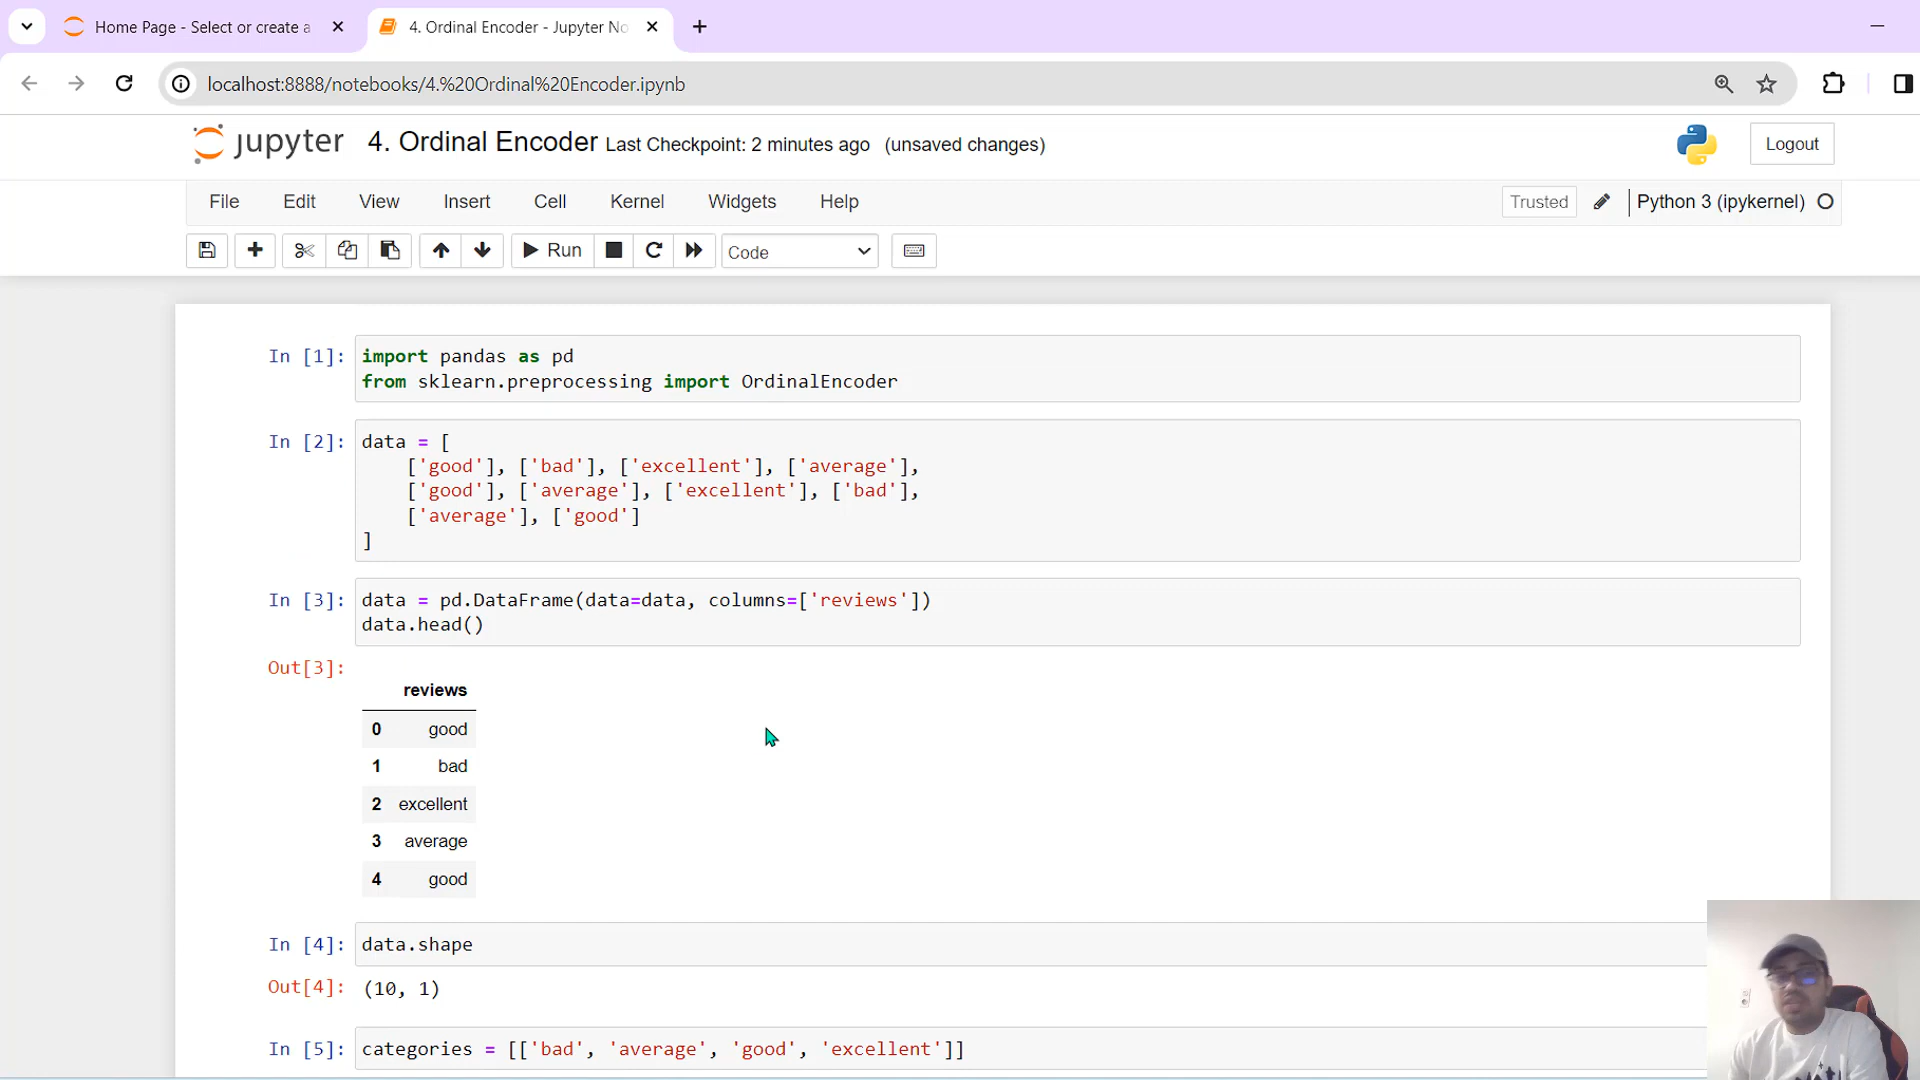 Home Page - Select or create a
4. Ordinal Encoder - Jupyter No
localhost:8888/notebooks/4.%20Ordinal%20Encoder.ipynb
jupyter 4. Ordinal Encoder Last Checkpoint: 2 minutes ago (unsaved changes)
Logout
File Edit View Insert Cell Kernel Widgets Help Trusted Python 3 (ipykernel)
Run Code
In [1]: import pandas as pd
from sklearn.preprocessing import OrdinalEncoder
In [2]: data = [
['good'], ['bad'], ['excellent'], ['average'],
['good'], ['average'], ['excellent'], ['bad'],
['average'], ['good']
]
In [3]: data = pd.DataFrame(data=data, columns=['reviews'])
data.head()
Out[3]:
reviews
0 good
1 bad
2 excellent
3 average
4 good
In [4]: data.shape
Out[4]: (10, 1)
In [5]: categories = [['bad', 'average', 'good', 'excellent']]